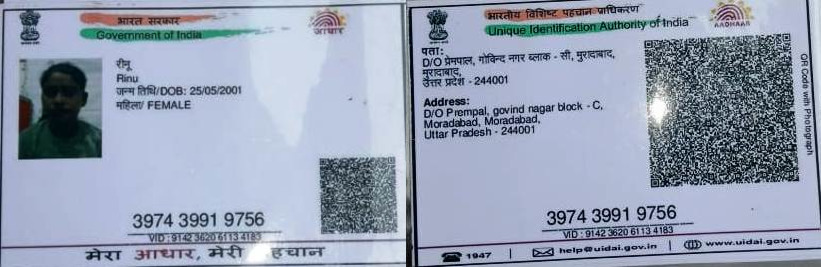 भारत सरकार
Government of India
आधार
रीमू
Rinu
जन्म तिथि/DOB: 25/05/2001
महिला/ FEMALE
3974 3991 9756
VID : 9142 3620 6113 4183
मेरा आधार, मेरी हचान
भारतीय विशिष्ट पहचान प्राधिकरण
Unique Identification Authority of India
AADHAAR
पता:
D/O प्रेमपाल, गोविन्द नगर ब्लाक - सी, मुरादाबाद,
मुरादाबाद,
उत्तर प्रदेश - 244001
Address:
D/O Prempal, govind nagar block - C,
Moradabad, Moradabad,
Uttar Pradesh - 244001
QR Code with Photograph
3974 3991 9756
VID : 9142 3620 6113 4183
1947 | help@uidai.gov.in | www.uidai.gov.in